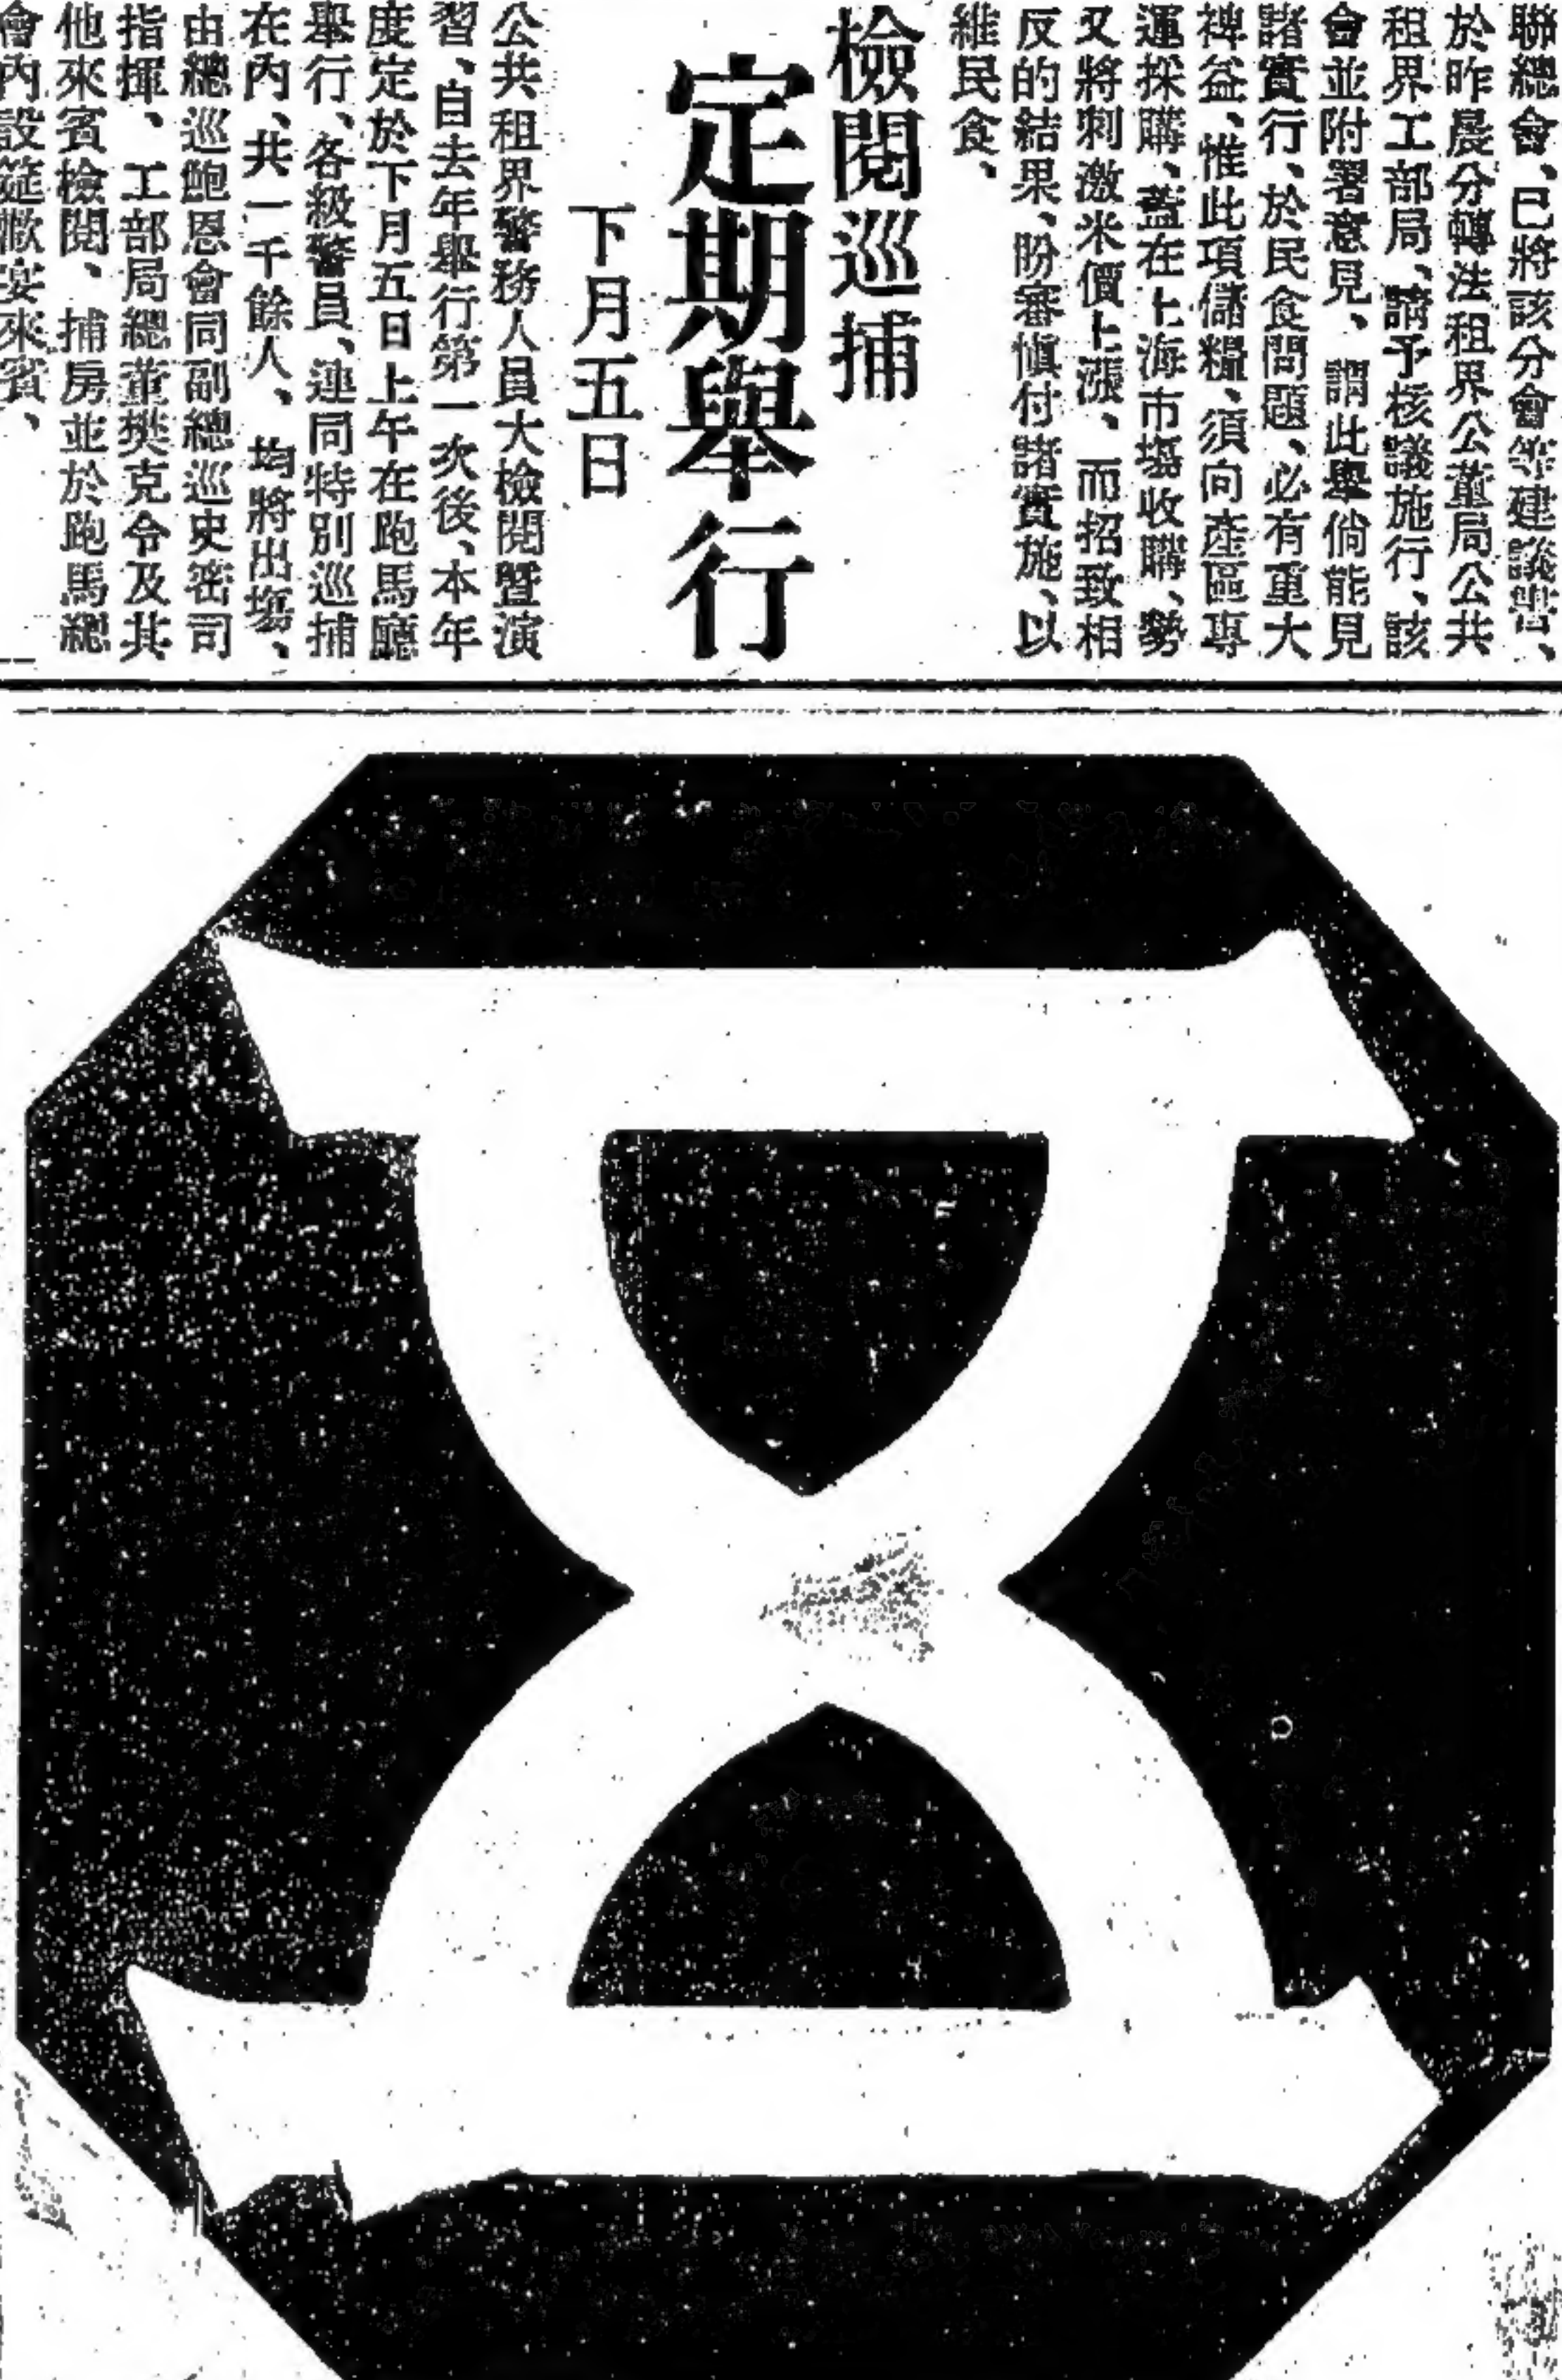 聯總會、已將該分會等建議書、
於昨晨分轉法租界公董局公共
租界工部局、請予核議施行、該
會並附署意見、謂此舉倘能見
諸實行、於民食問題、必有重大
裨益、惟此項儲糧、須向產區專
運採購、蓋在上海市場收購、勢
又將刺激米價上漲、而招致相
反的結果、盼審慎付諸實施、以
維民食、
檢閱巡捕
定期舉行
下月五日
公共租界警務人員大檢閱暨演
習、自去年舉行第一次後、本年
度定於下月五日上午在跑馬廳
舉行、各級警員、連同特別巡捕
在內、共一千餘人、均將出場、
由總巡鮑恩會同副總巡史密司
指揮、工部局總董樊克令及其
他來賓檢閱、捕房並於跑馬總
會內設筵歡宴來賓、